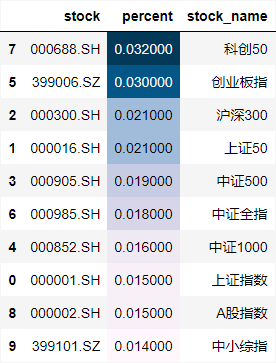 stock percent stock_name
7 000688.SH 0.032000 科创50
5 399006.SZ 0.030000 创业板指
2 000300.SH 0.021000 沪深300
1 000016.SH 0.021000 上证50
3 000905.SH 0.019000 中证500
6 000985.SH 0.018000 中证全指
4 000852.SH 0.016000 中证1000
0 000001.SH 0.015000 上证指数
8 000002.SH 0.015000 A股指数
9 399101.SZ 0.014000 中小综指